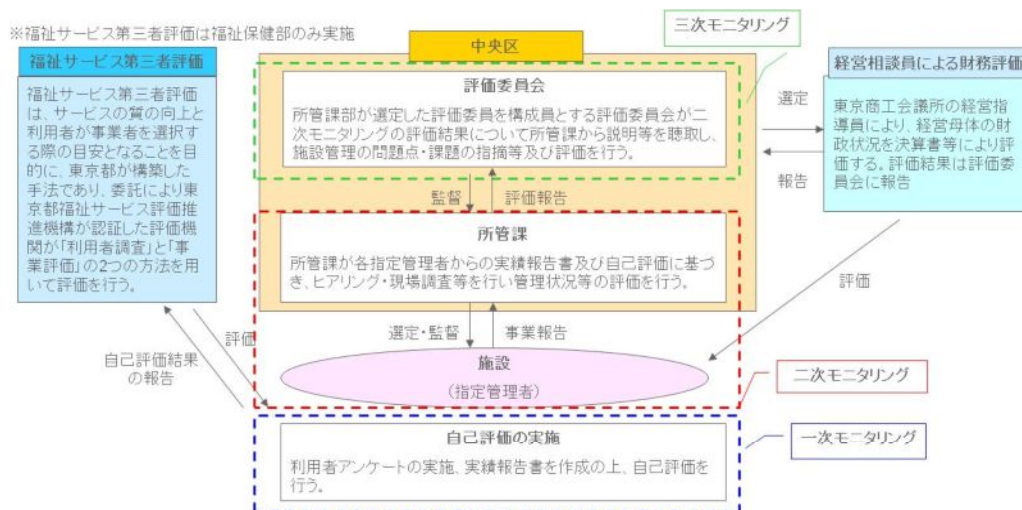 ※福祉サービス第三者評価は福祉保健部のみ実施
福祉サービス第三者評価
福祉サービス第三者評価
は、サービスの質の向上と
利用者が事業者を選択す
る際の目安となることを目
的に、東京都が構築した
手法であり、委託により東
京都福祉サービス評価推
進機構が認証した評価機
関が「利用者調査」と「事
業評価」の2つの方法を用
いて評価を行う。
中央区
評価委員会
所管課部が選定した評価委員を構成員とする評価委員会が二
次モニタリングの評価結果について所管課から説明等を聴取し、
施設管理の問題点・課題の指摘等及び評価を行う。
三次モニタリング
選定
報告
経営相談員による財務評価
東京商工会議所の経営指
導員により、経営母体の財
政状況を決算書等により評
価する。評価結果は評価委
員会に報告
監督
評価報告
所管課
所管課が各指定管理者からの実績報告書及び自己評価に基づ
き、ヒアリング・現場調査等を行い管理状況等の評価を行う。
評価
選定・監督
事業報告
評価
自己評価結果
の報告
施設
(指定管理者)
二次モニタリング
自己評価の実施
利用者アンケートの実施、実績報告書を作成の上、自己評価を
行う。
一次モニタリング